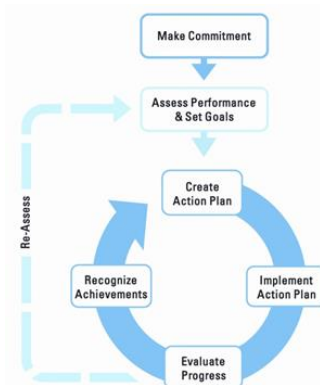 Make Commitment
Assess Performance
& Set Goals
Create
Action Plan
Re-Assess
Recognize
Achievements
Implement
Action Plan
Evaluate
Progress